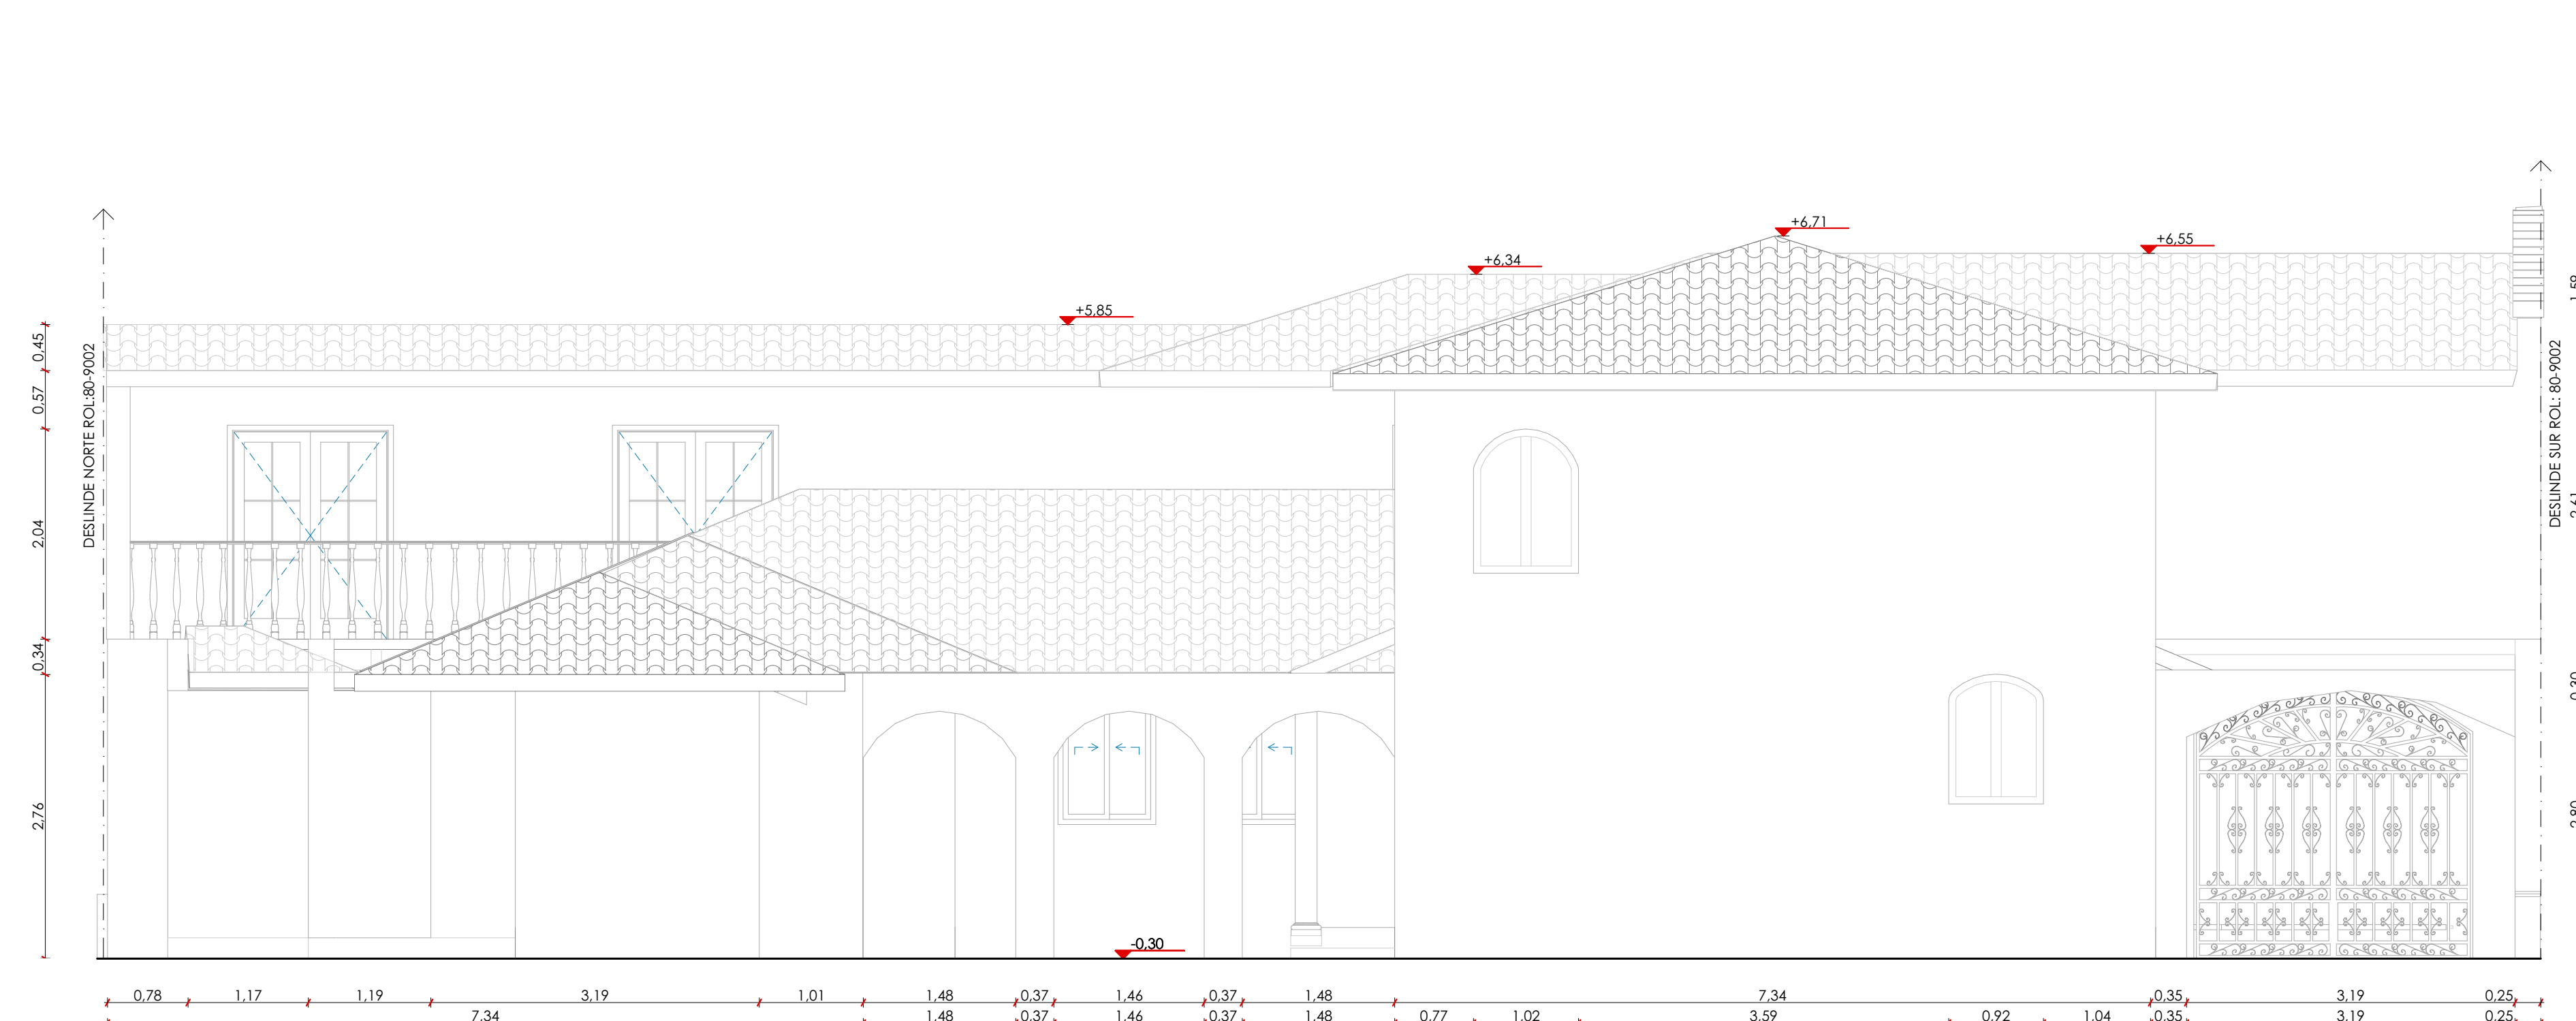 +6,71
+6,55
+6,34
+5,85
0,45
0,57
2,04
0,34
2,76
DESLINDE NORTE ROL:80-9002
DESLINDE SUR ROL: 80-9002
-0,30
0,78 1,17 1,19 3,19 1,01 1,48 0,37 1,46 0,37 1,48 7,34 0,35 3,19 0,25
7,34 1,48 0,37 1,46 0,37 1,48 0,77 1,02 3,59 0,92 1,04 0,35 3,19 0,25